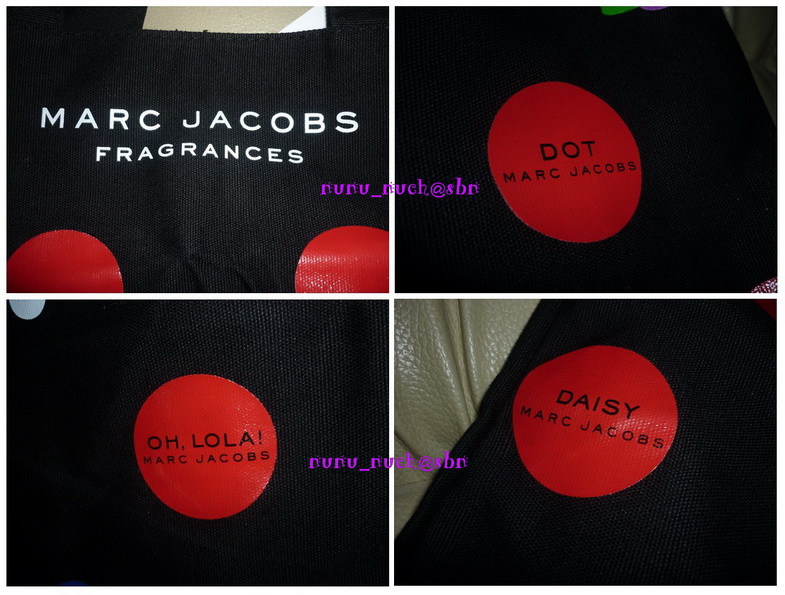 MARC JACOBS
FRAGRANCES
DOT
MARC JACOBS
nunu_nuch@sbn
OH, LOLA!
MARC JACOBS
DAISY
MARC JACOBS
nunu_nuch@sbn